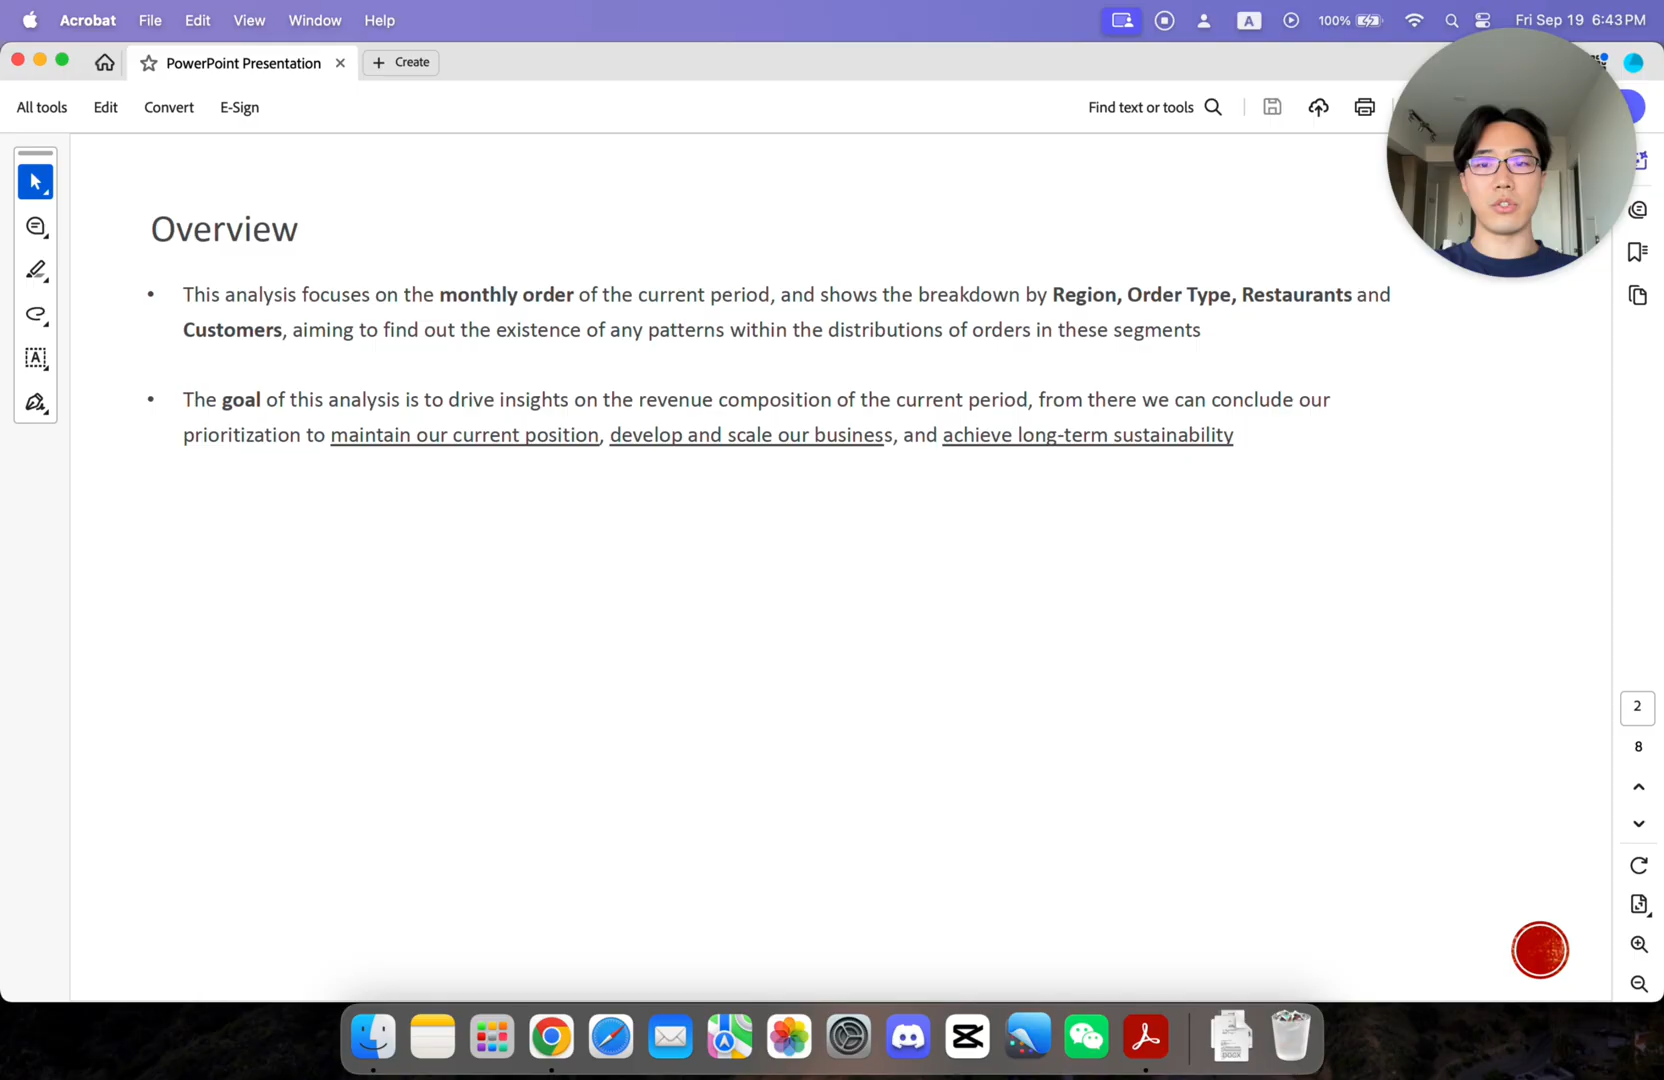 Acrobat File Edit View Window Help A 100% Fri Sep 19 6:43 PM
PowerPoint Presentation Create
All tools Edit Convert E-Sign Find text or tools
Overview
• This analysis focuses on the monthly order of the current period, and shows the breakdown by Region, Order Type, Restaurants and
Customers, aiming to find out the existence of any patterns within the distributions of orders in these segments
• The goal of this analysis is to drive insights on the revenue composition of the current period, from there we can conclude our
prioritization to maintain our current position, develop and scale our business, and achieve long-term sustainability
2
8